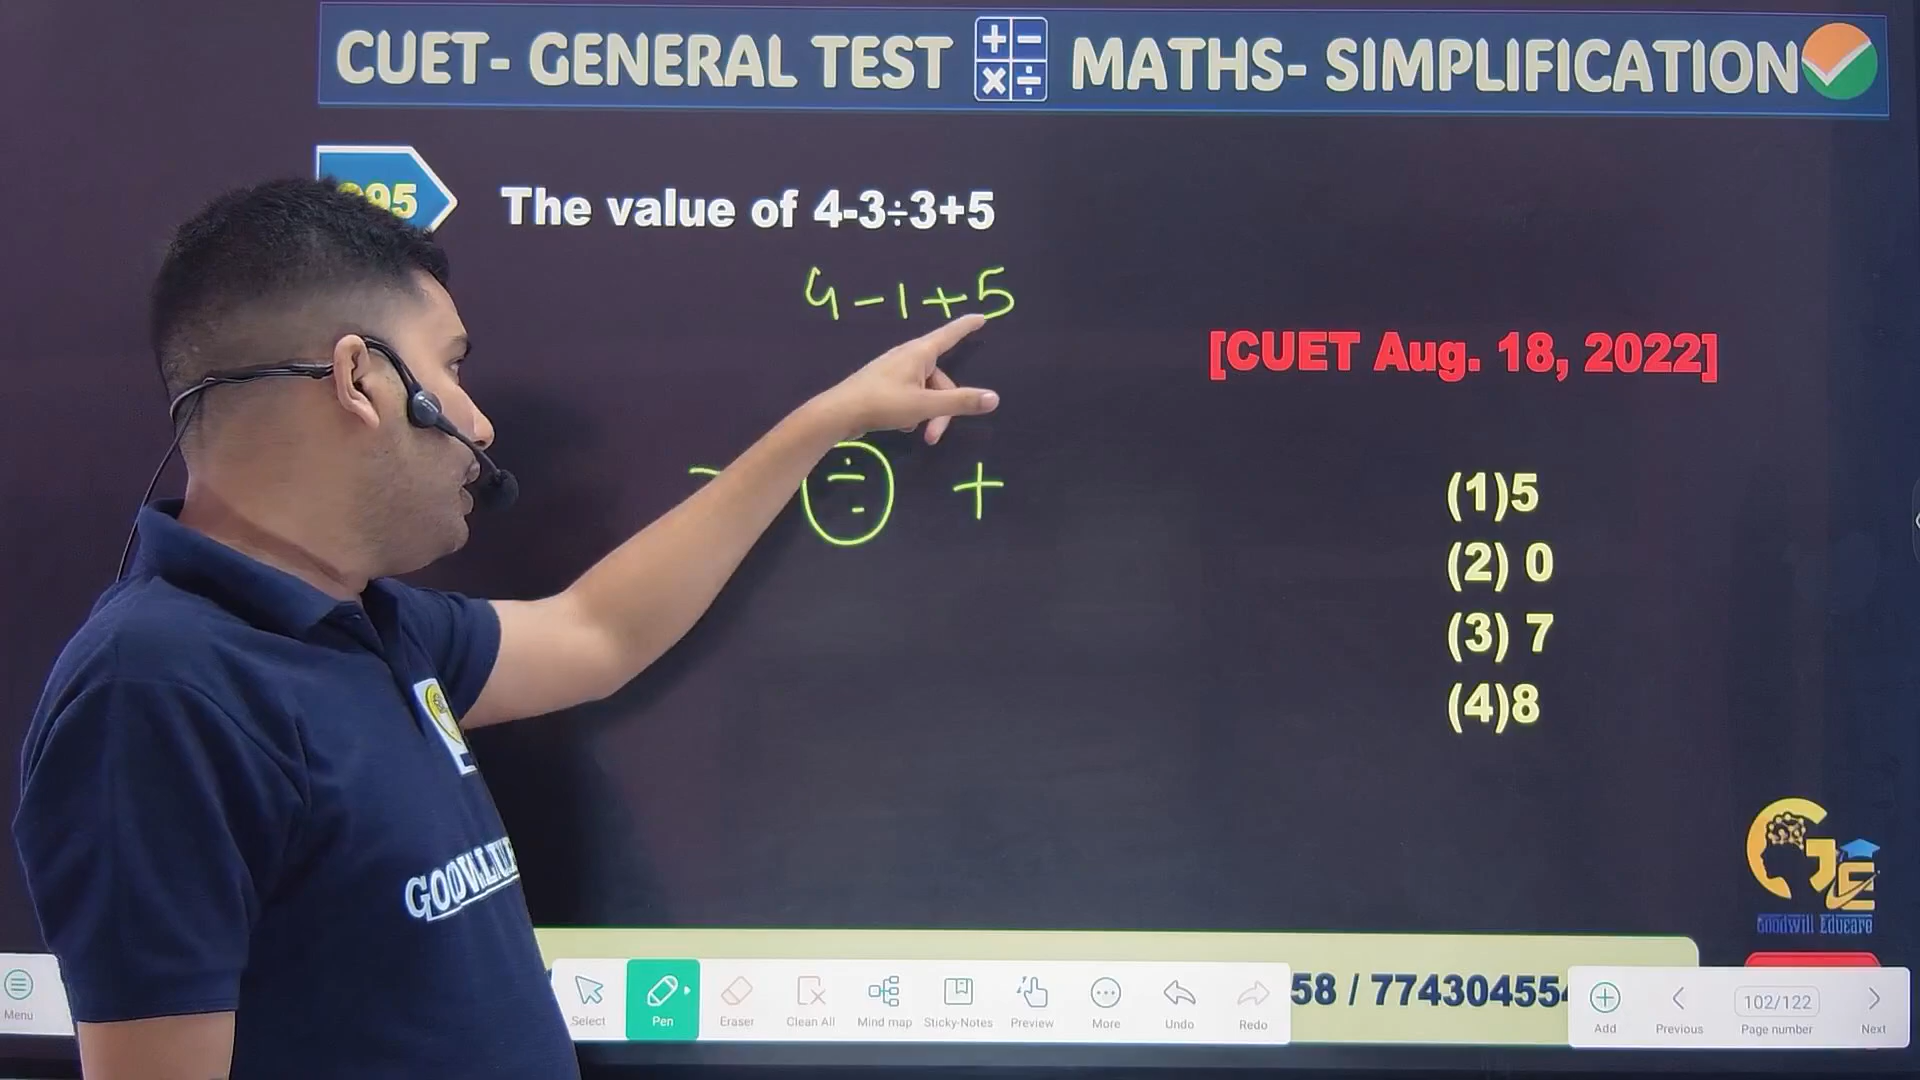 CUET- GENERAL TEST + - × ÷ MATHS- SIMPLIFICATION
95
The value of 4-3÷3+5
4-1+5
[CUET Aug. 18, 2022]
- ÷ +
(1)5
(2) 0
(3) 7
(4)8
GOODWILL
Goodwill Educare
58 / 774304554
Menu
Select
Pen
Eraser
Clean All
Mind map
Sticky-Notes
Preview
More
Undo
Redo
Add
Previous
102/122
Page number
Next